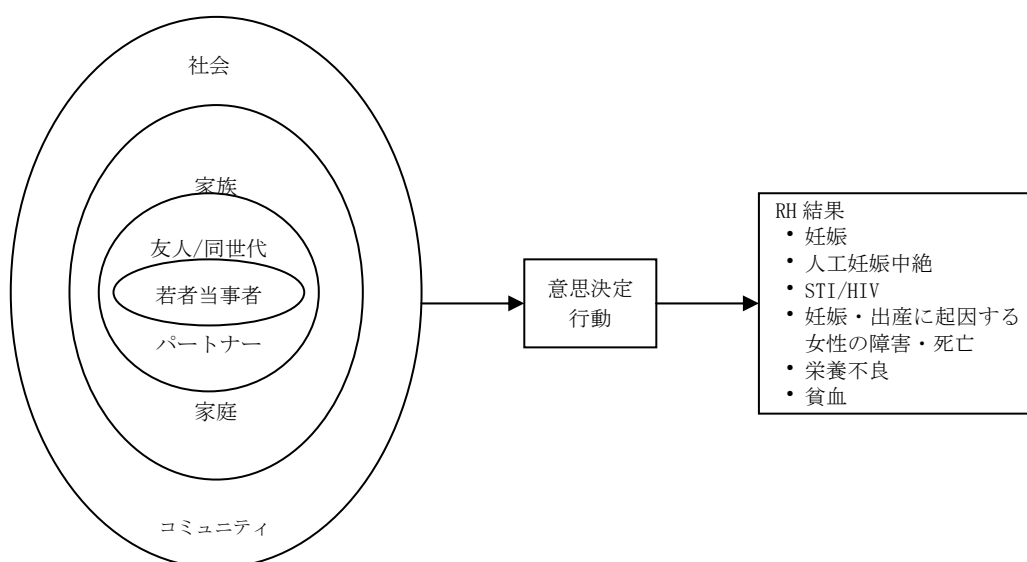 社会
家族
友人/同世代
若者当事者
パートナー
家庭
コミュニティ
意思決定
行動
RH 結果
・妊娠
・人工妊娠中絶
・STI/HIV
・妊娠・出産に起因する
女性の障害・死亡
・栄養不良
・貧血